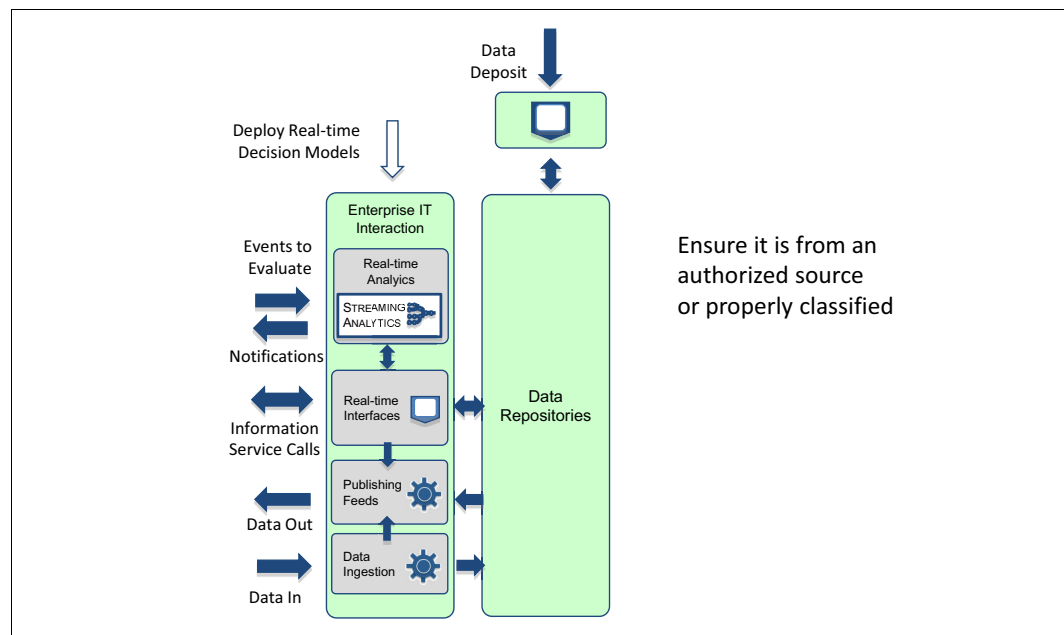 Data
Deposit
Deploy Real-time
Decision Models
Enterprise IT
Interaction
Events to
Evaluate
Real-time
Analyics
STREAMING
ANALYTICS
Notifications
Real-time
Interfaces
Information
Service Calls
Publishing
Feeds
Data Out
Data
Ingestion
Data In
Data
Repositories
Ensure it is from an
authorized source
or properly classified